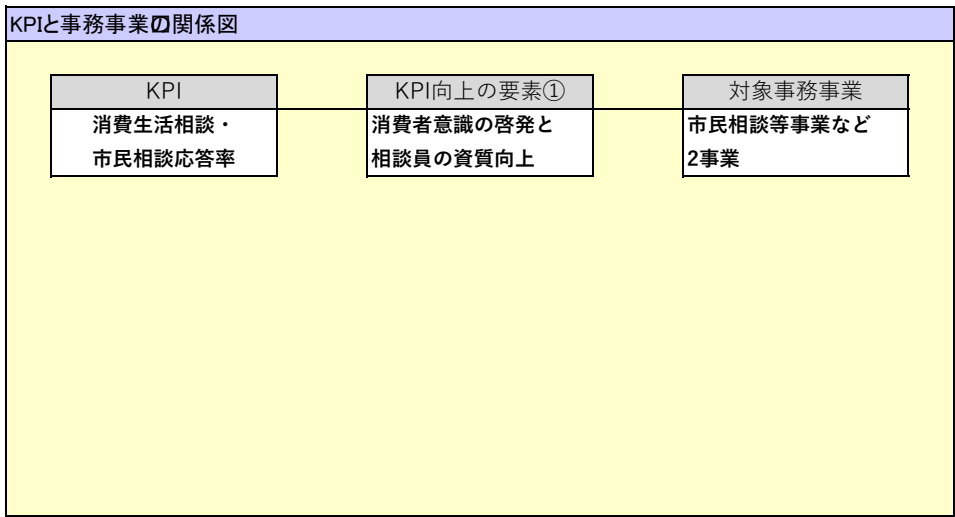 KPIと事務事業の関係図
KPI
消費生活相談・
市民相談応答率
KPI向上の要素①
消費者意識の啓発と
相談員の資質向上
対象事務事業
市民相談等事業など
2事業